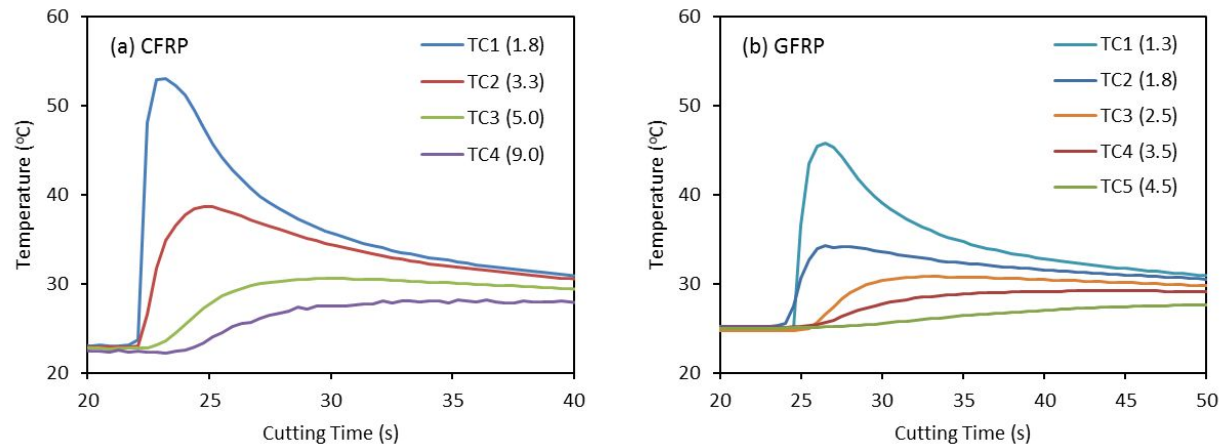 (a) CFRP
TC1 (1.8)
TC2 (3.3)
TC3 (5.0)
TC4 (9.0)
Temperature (°C)
60
50
40
30
20
20 25 30 35 40
Cutting Time (s)
(b) GFRP
TC1 (1.3)
TC2 (1.8)
TC3 (2.5)
TC4 (3.5)
TC5 (4.5)
Temperature (°C)
60
50
40
30
20
20 25 30 35 40 45 50
Cutting Time (s)